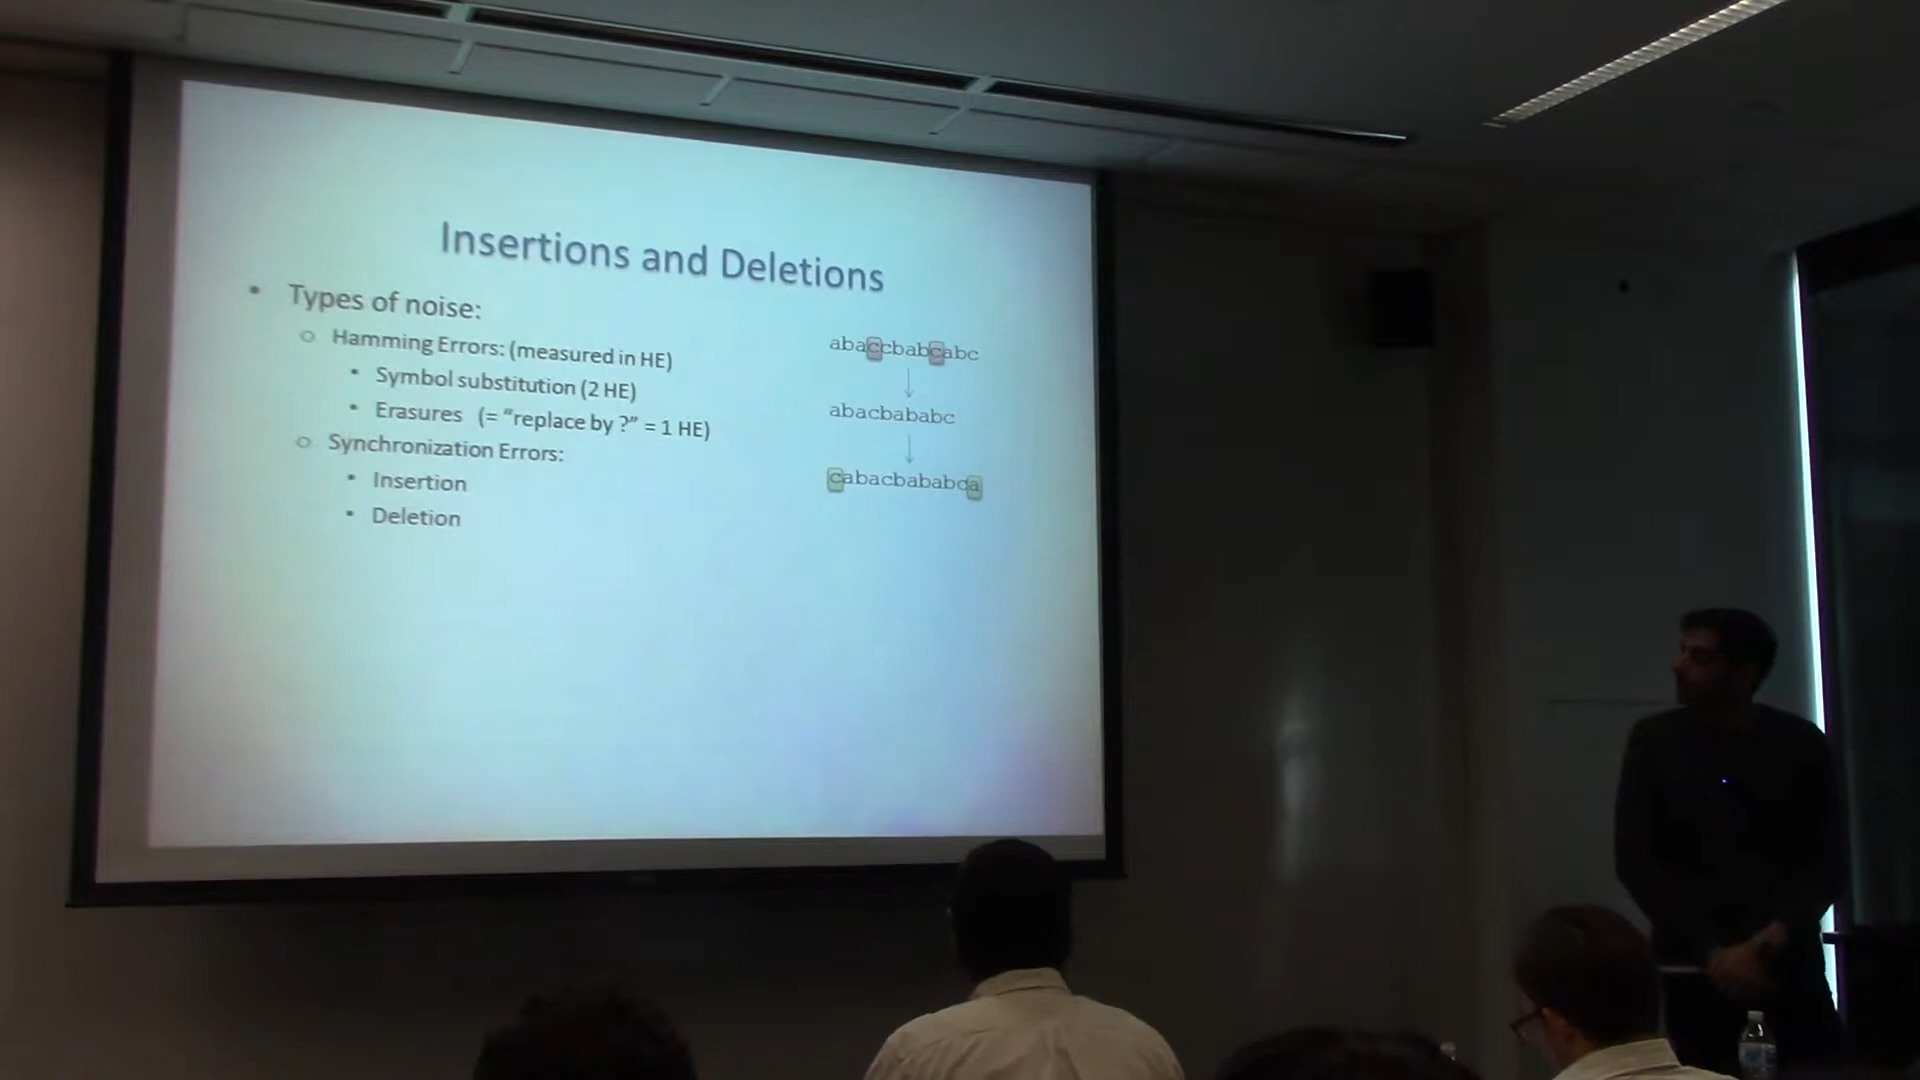 Insertions and Deletions
• Types of noise:
○ Hamming Errors: (measured in HE)
• Symbol substitution (2 HE)
• Erasures (= “replace by ?” = 1 HE)
○ Synchronization Errors:
• Insertion
• Deletion
abaccbabcabc
↓
abacbababc
↓
cabacbababca